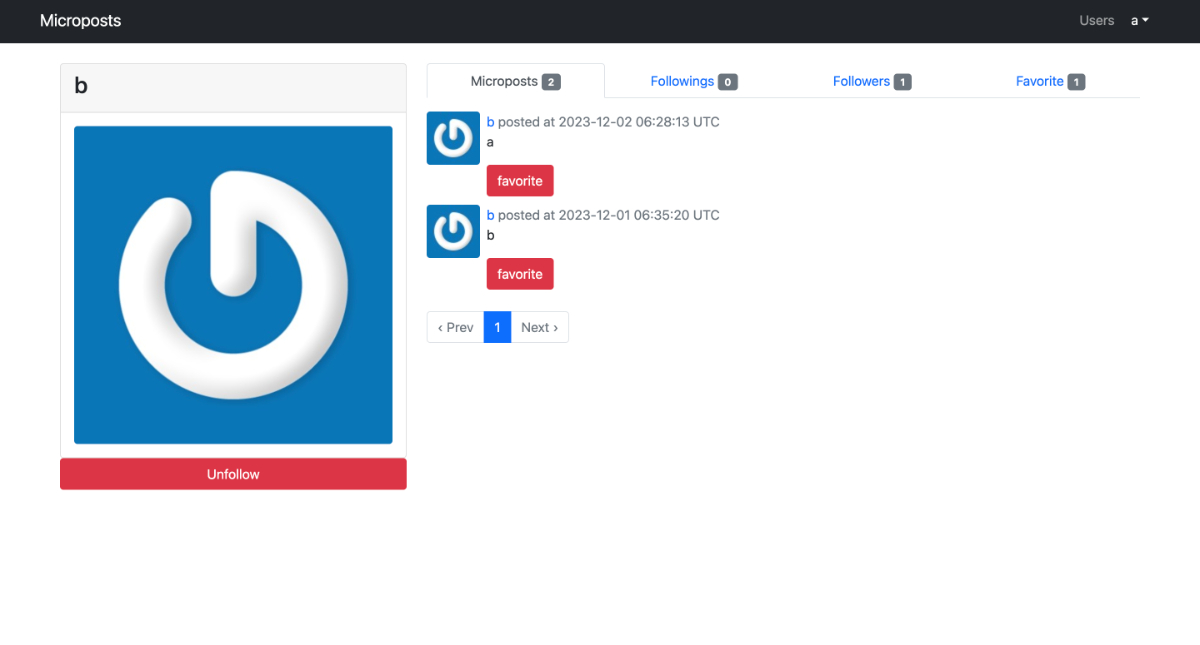 Microposts
Users a
b
Unfollow
Microposts 2 Followings 0 Followers 1 Favorite 1
b posted at 2023-12-02 06:28:13 UTC
a
favorite
b posted at 2023-12-01 06:35:20 UTC
b
favorite
‹ Prev 1 Next ›